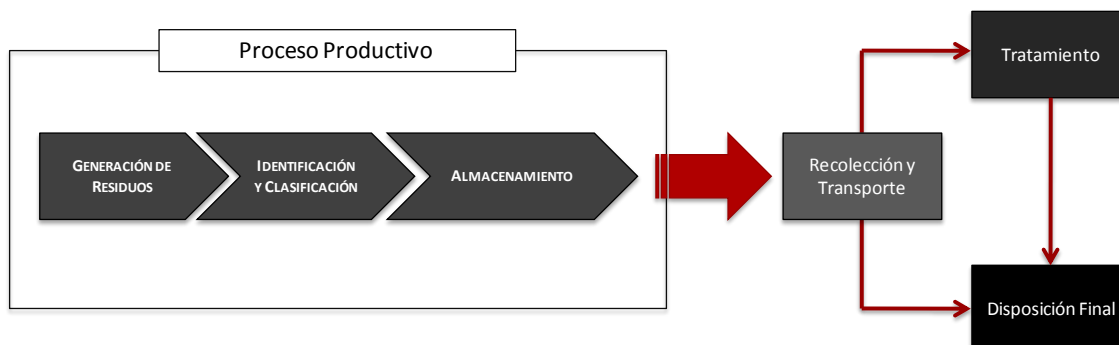 Proceso Productivo
GENERACIÓN DE
RESIDUOS
IDENTIFICACIÓN
Y CLASIFICACIÓN
ALMACENAMIENTO
Recolección y
Transporte
Tratamiento
Disposición Final